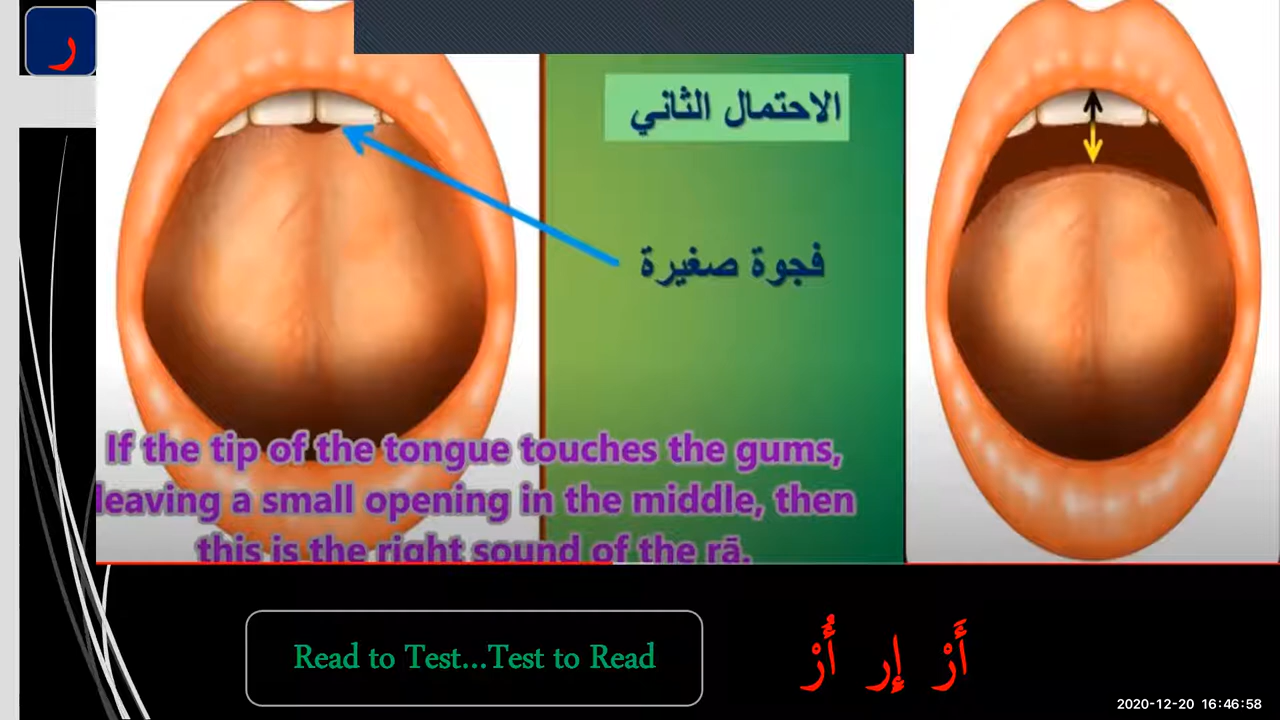 ر
الاحتمال الثاني
فجوة صغيرة
If the tip of the tongue touches the gums,
leaving a small opening in the middle, then
this is the right sound of the rā.
Read to Test...Test to Read
أَرْ إِر أُرْ
2020-12-20 16:46:58